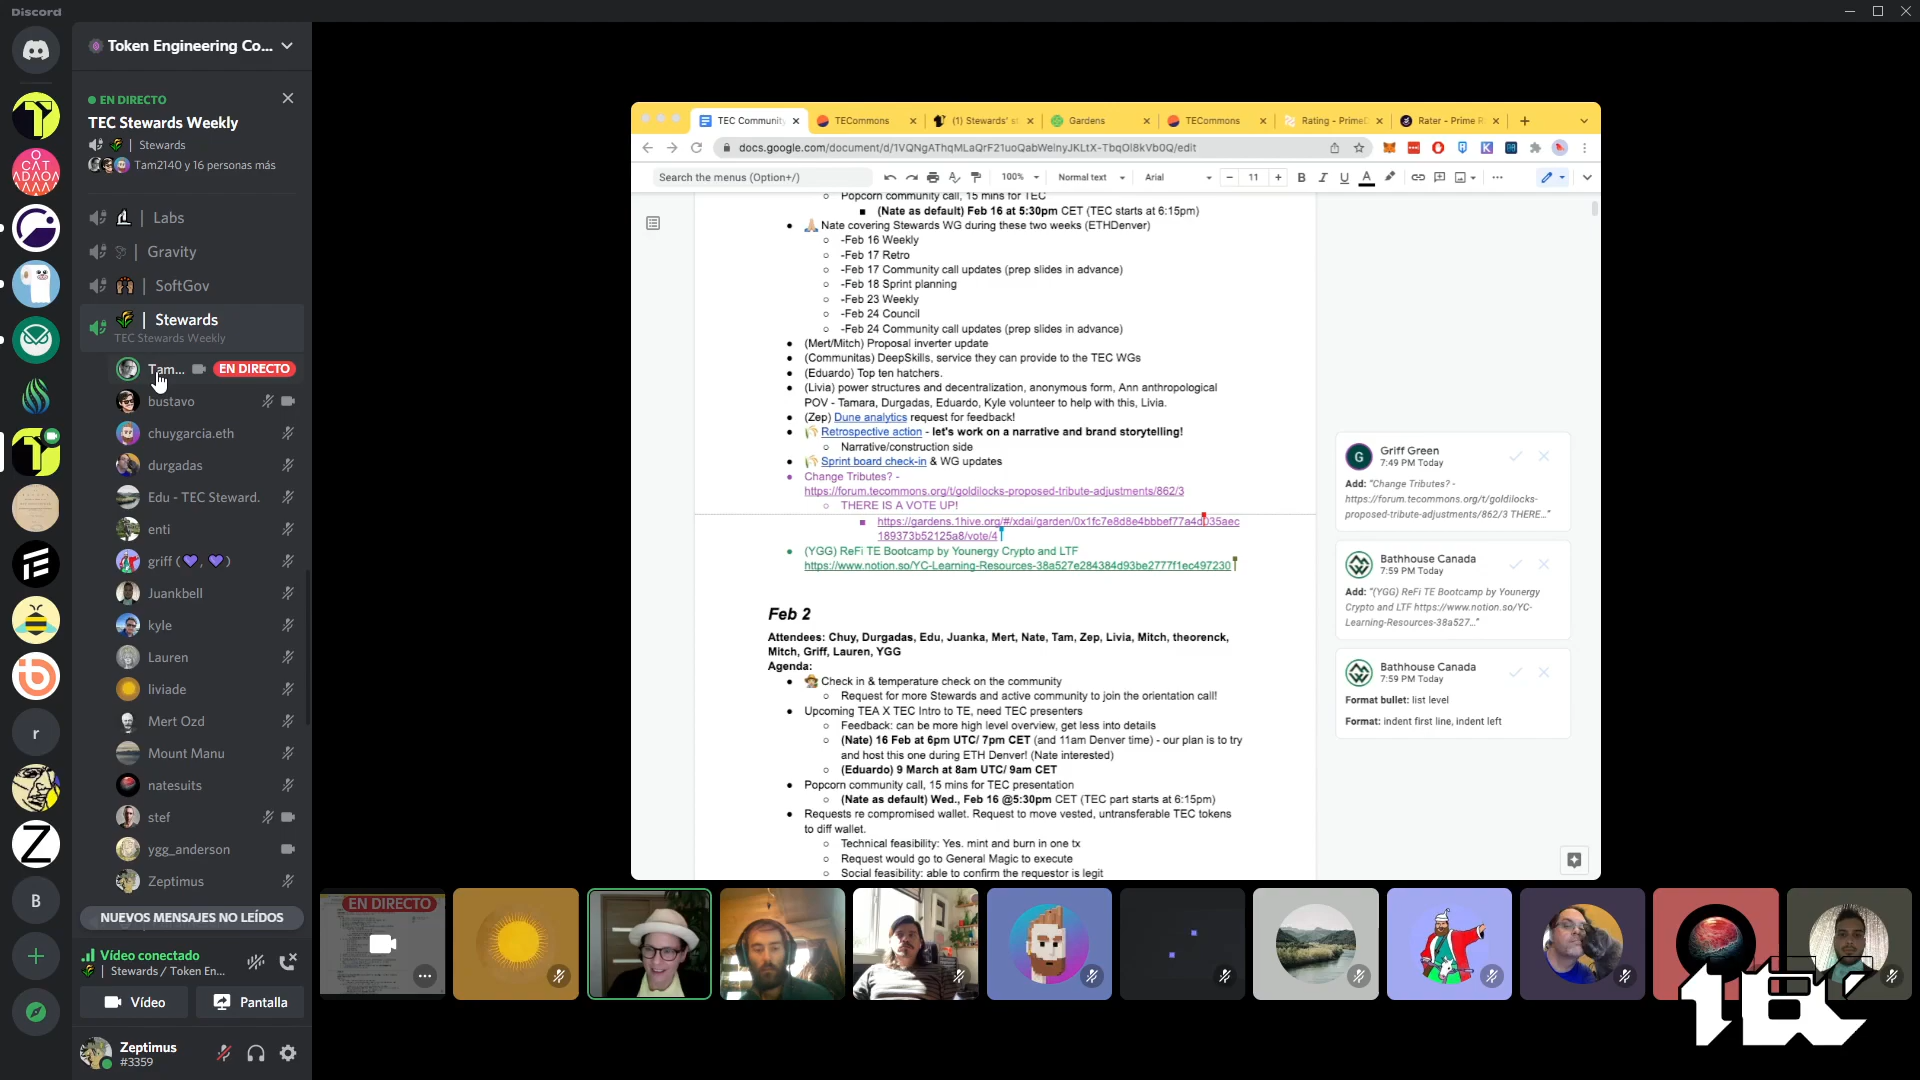 Discord
Token Engineering Co...
EN DIRECTO
TEC Stewards Weekly
| Stewards
Tam2140 y 16 personas más
| Labs
| Gravity
| SoftGov
| Stewards
TEC Stewards Weekly
Tam...
EN DIRECTO
bustavo
chuygarcia.eth
durgadas
Edu - TEC Steward.
enti
griff (💜, 💜)
Juankbell
kyle
Lauren
liviade
Mert Ozd
Mount Manu
natesuits
stef
ygg_anderson
Zeptimus
NUEVOS MENSAJES NO LEÍDOS
Vídeo conectado
| Stewards / Token En...
Vídeo
Pantalla
Zeptimus
#3359
r
B
TEC Community
TECommons
(1) Stewards' s
Gardens
TECommons
Rating - PrimeD
Rater - Prime R
docs.google.com/document/d/1VQNgAThqMLaQrF21uoQabWeInyJKLtX-TbqOl8kVb0Q/edit
Search the menus (Option+/)
100%
Normal text
Arial
11
B
I
U
A
Popcorn community call, 15 mins for TEC
(Nate as default) Feb 16 at 5:30pm CET (TEC starts at 6:15pm)
🙏🏼 Nate covering Stewards WG during these two weeks (ETHDenver)
-Feb 16 Weekly
-Feb 17 Retro
-Feb 17 Community call updates (prep slides in advance)
-Feb 18 Sprint planning
-Feb 23 Weekly
-Feb 24 Council
-Feb 24 Community call updates (prep slides in advance)
(Mert/Mitch) Proposal inverter update
(Communitas) DeepSkills, service they can provide to the TEC WGs
(Eduardo) Top ten hatchers.
(Livia) power structures and decentralization, anonymous form, Ann anthropological
POV - Tamara, Durgadas, Eduardo, Kyle volunteer to help with this, Livia.
(Zep) Dune analytics request for feedback!
🌾 Retrospective action - let's work on a narrative and brand storytelling!
Narrative/construction side
🌾 Sprint board check-in & WG updates
Change Tributes? -
https://forum.tecommons.org/t/goldilocks-proposed-tribute-adjustments/862/3
THERE IS A VOTE UP!
https://gardens.1hive.org/#/xdai/garden/0x1fc7e8d8e4bbbef77a4d035aec
189373b52125a8/vote/4
(YGG) ReFi TE Bootcamp by Younergy Crypto and LTF
https://www.notion.so/YC-Learning-Resources-38a527e284384d93be2777f1ec497230
Feb 2
Attendees: Chuy, Durgadas, Edu, Juanka, Mert, Nate, Tam, Zep, Livia, Mitch, theorenck,
Mitch, Griff, Lauren, YGG
Agenda:
Check in & temperature check on the community
Request for more Stewards and active community to join the orientation call!
Upcoming TEA X TEC Intro to TE, need TEC presenters
Feedback: can be more high level overview, get less into details
(Nate) 16 Feb at 6pm UTC/ 7pm CET (and 11am Denver time) - our plan is to try
and host this one during ETH Denver! (Nate interested)
(Eduardo) 9 March at 8am UTC/ 9am CET
Popcorn community call, 15 mins for TEC presentation
(Nate as default) Wed., Feb 16 @5:30pm CET (TEC part starts at 6:15pm)
Requests re compromised wallet. Request to move vested, untransferable TEC tokens
to diff wallet.
Technical feasibility: Yes. mint and burn in one tx
Request would go to General Magic to execute
Social feasibility: able to confirm the requestor is legit
G
Griff Green
7:49 PM Today
Add: "Change Tributes? -
https://forum.tecommons.org/t/goldilocks-
proposed-tribute-adjustments/862/3 THERE..."
Bathhouse Canada
7:59 PM Today
Add: "(YGG) ReFi TE Bootcamp by Younergy
Crypto and LTF https://www.notion.so/YC-
Learning-Resources-38a527..."
Bathhouse Canada
7:59 PM Today
Format bullet: list level
Format: indent first line, indent left
EN DIRECTO
TEC